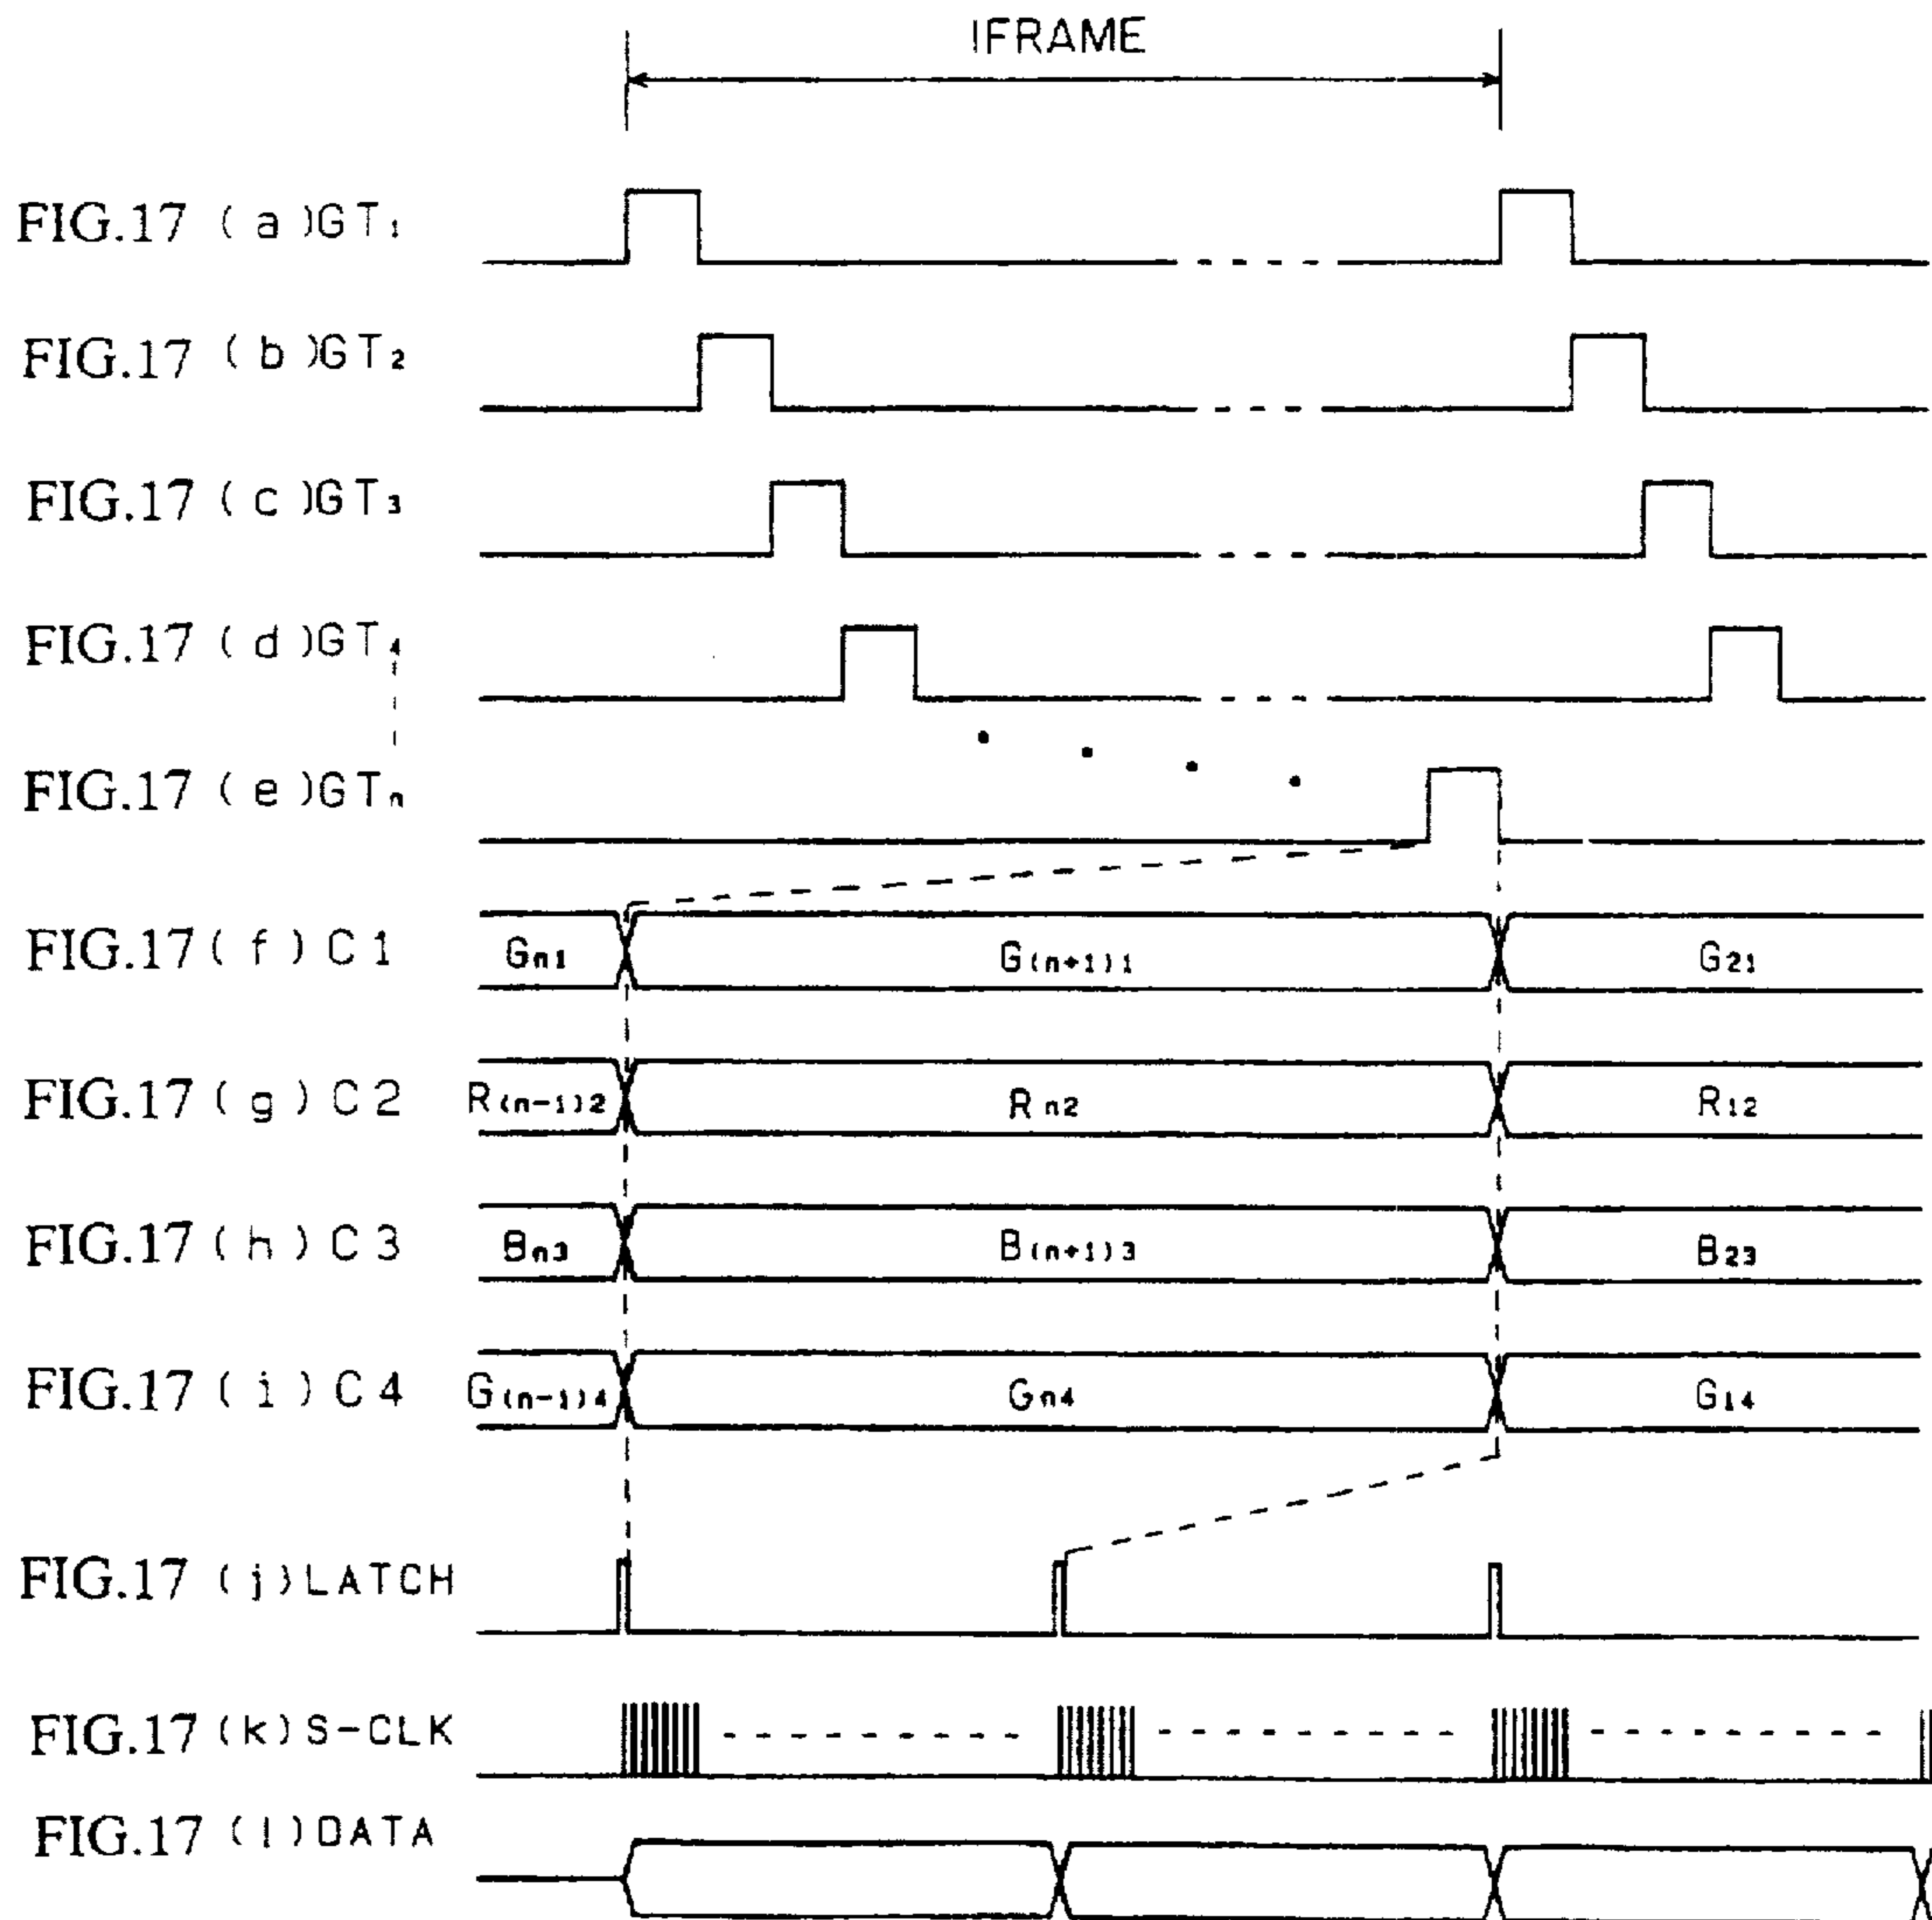 IFRAME
FIG.17 (a)GT1
FIG.17 (b)GT2
FIG.17 (c)GT3
FIG.17 (d)GT4
FIG.17 (e)GTn
FIG.17(f) C1 Gn1 G(n+1)1 G21
FIG.17(g) C2 R(n-1)2 Rn2 R12
FIG.17(h) C3 Bn3 B(n+1)3 B23
FIG.17(i) C4 G(n-1)4 Gn4 G14
FIG.17 (j)LATCH
FIG.17 (k)S-CLK
FIG.17 (l)DATA